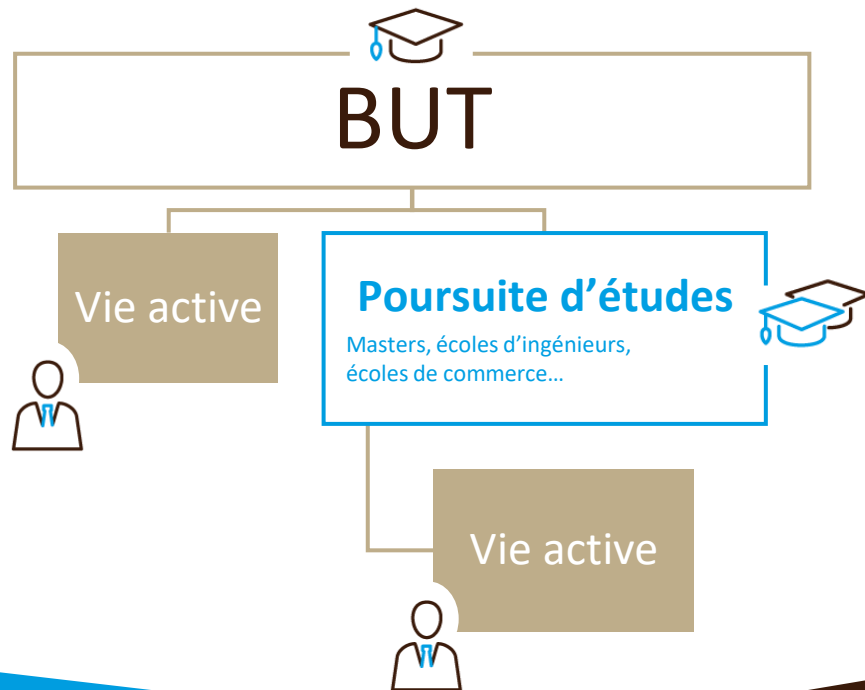 BUT
Vie active
Poursuite d’études
Masters, écoles d’ingénieurs,
écoles de commerce…
Vie active